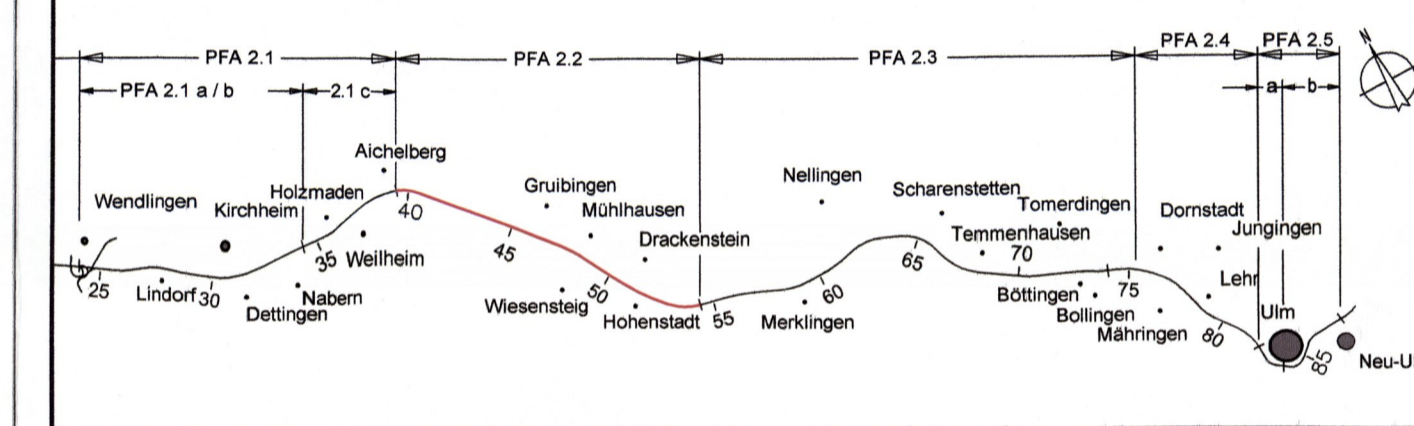 PFA 2.1
PFA 2.2
PFA 2.3
PFA 2.4
PFA 2.5
N
PFA 2.1 a / b
2.1 c
a
b
Aichelberg
Wendlingen
Kirchheim
Holzmaden
Gruibingen
Mühlhausen
Drackenstein
Nellingen
Scharenstetten
Tomerdingen
Temmenhausen
Dornstadt
Jungingen
Lehr
Ulm
25
Lindorf
30
Dettingen
Nabern
35
Weilheim
40
45
Wiesensteig
50
Hohenstadt
55
Merklingen
60
65
70
Böttingen
Bollingen
Mähringen
75
80
85
Neu-U